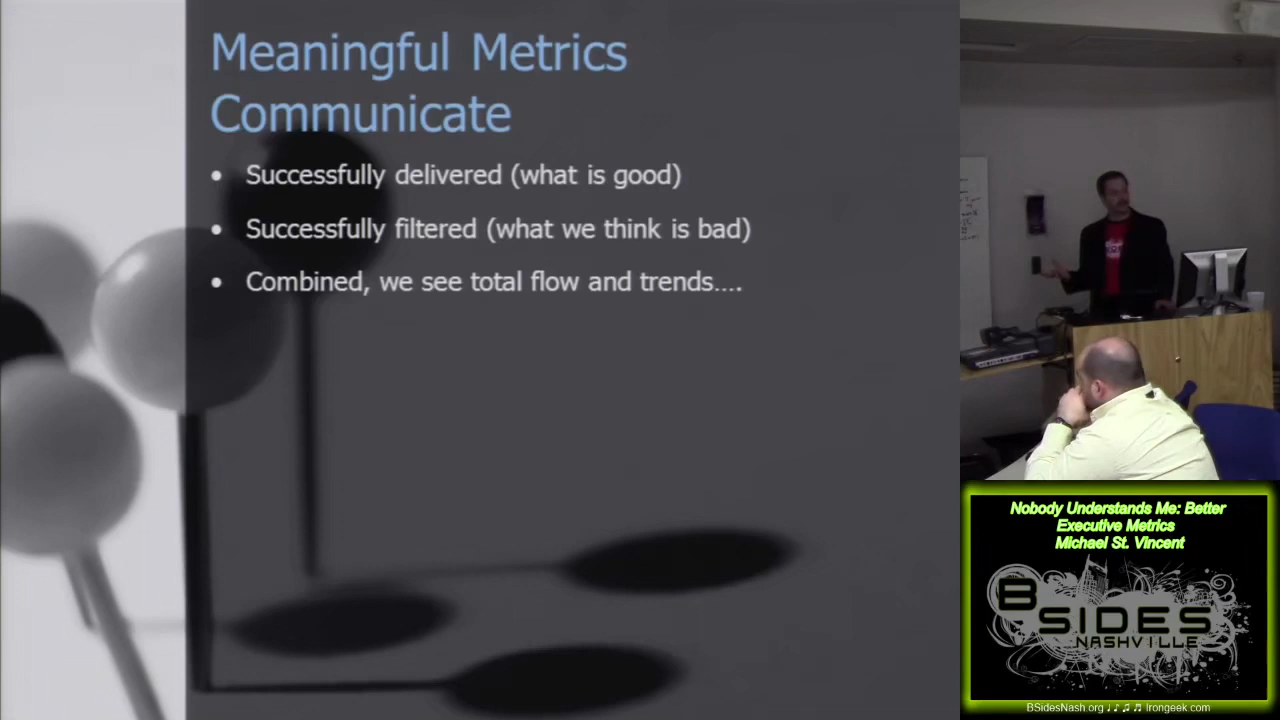 Meaningful Metrics
Communicate
• Successfully delivered (what is good)
• Successfully filtered (what we think is bad)
• Combined, we see total flow and trends….
Nobody Understands Me: Better
Executive Metrics
Michael St. Vincent
BSIDES
NASHVILLE
BSidesNash.org ♩ ♪ ♫ ♬ Irongeek.com